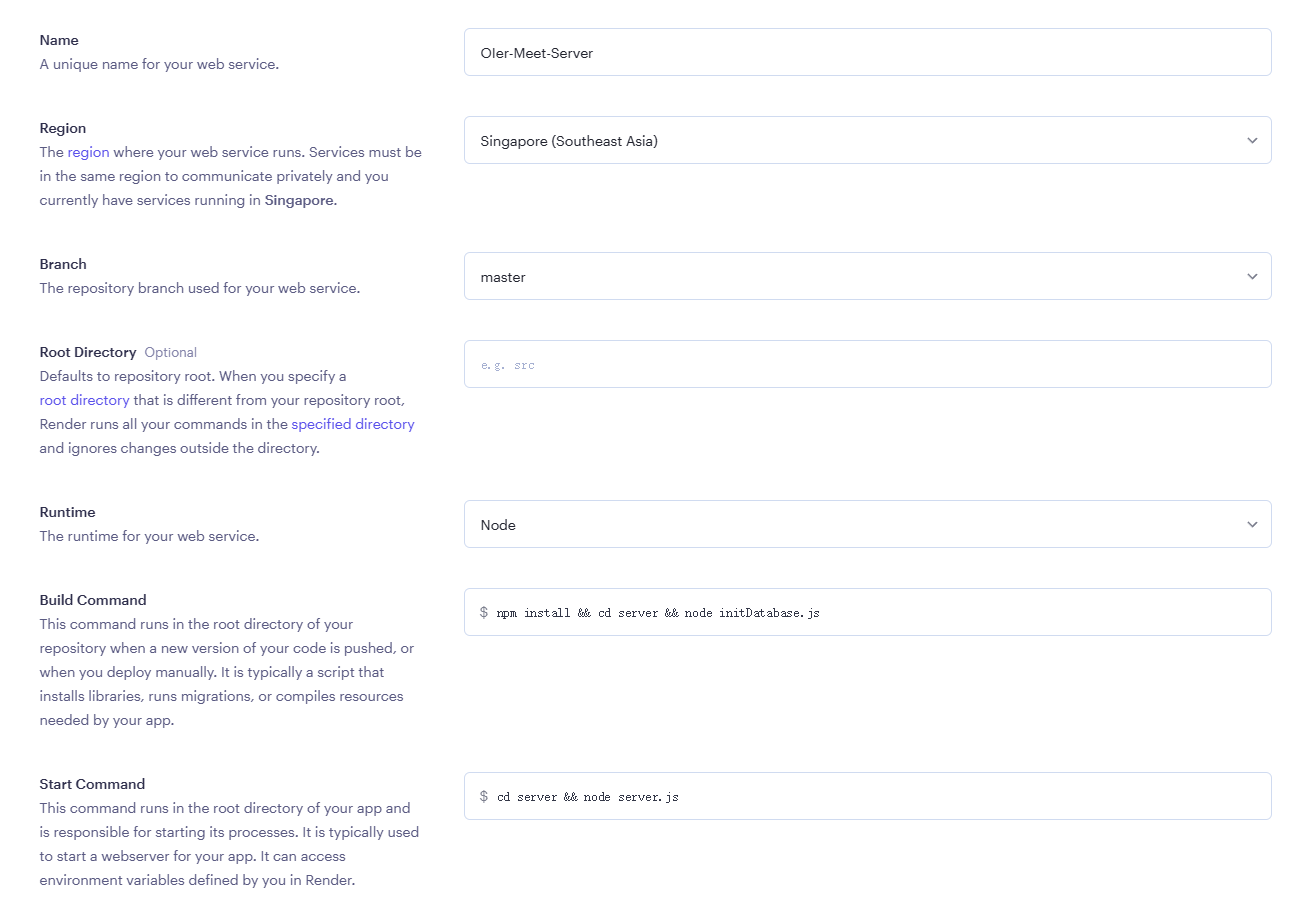 Name
A unique name for your web service.
OIer-Meet-Server
Region
The region where your web service runs. Services must be
in the same region to communicate privately and you
currently have services running in Singapore.
Singapore (Southeast Asia)
Branch
The repository branch used for your web service.
master
Root Directory Optional
Defaults to repository root. When you specify a
root directory that is different from your repository root,
Render runs all your commands in the specified directory
and ignores changes outside the directory.
e.g. src
Runtime
The runtime for your web service.
Node
Build Command
This command runs in the root directory of your
repository when a new version of your code is pushed, or
when you deploy manually. It is typically a script that
installs libraries, runs migrations, or compiles resources
needed by your app.
$ npm install && cd server && node initDatabase.js
Start Command
This command runs in the root directory of your app and
is responsible for starting its processes. It is typically used
to start a webserver for your app. It can access
environment variables defined by you in Render.
$ cd server && node server.js